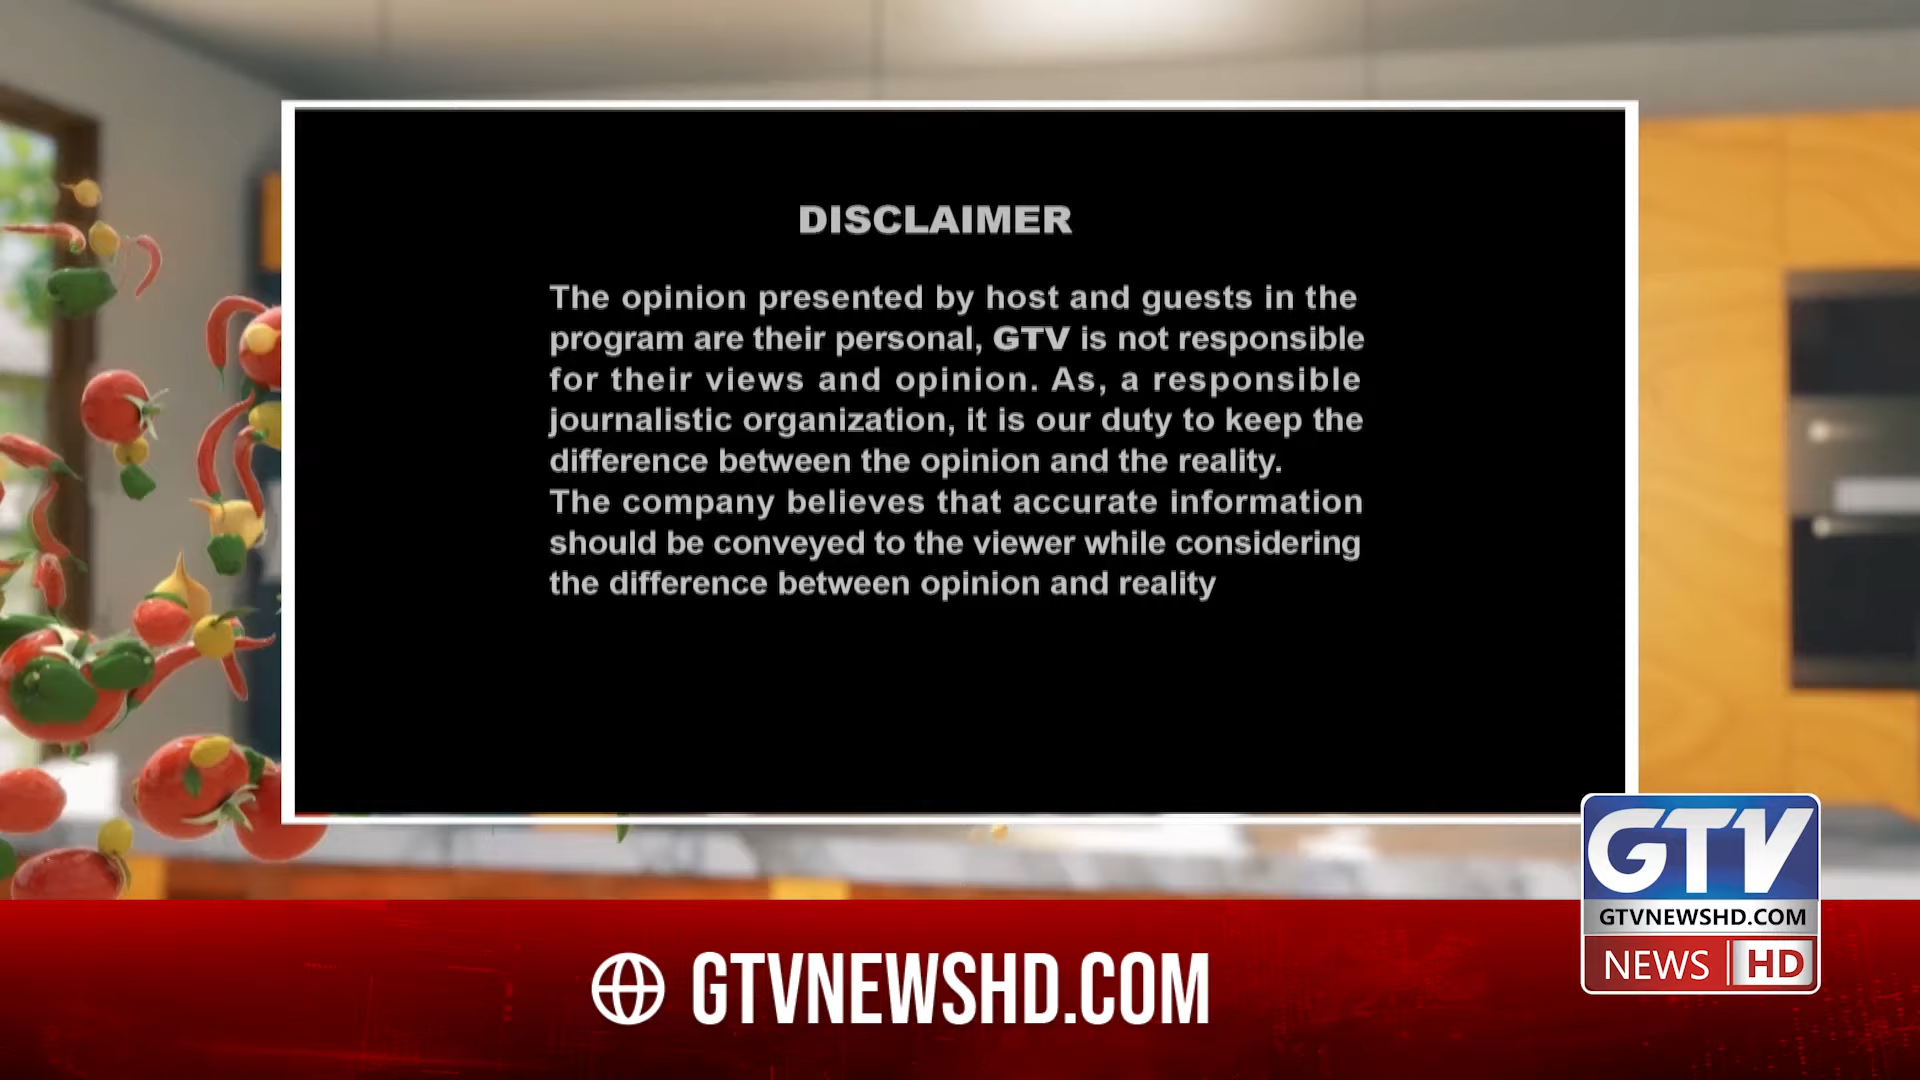 DISCLAIMER
The opinion presented by host and guests in the
program are their personal, GTV is not responsible
for their views and opinion. As, a responsible
journalistic organization, it is our duty to keep the
difference between the opinion and the reality.
The company believes that accurate information
should be conveyed to the viewer while considering
the difference between opinion and reality
GTV
GTVNEWSHD.COM
NEWS HD
GTVNEWSHD.COM